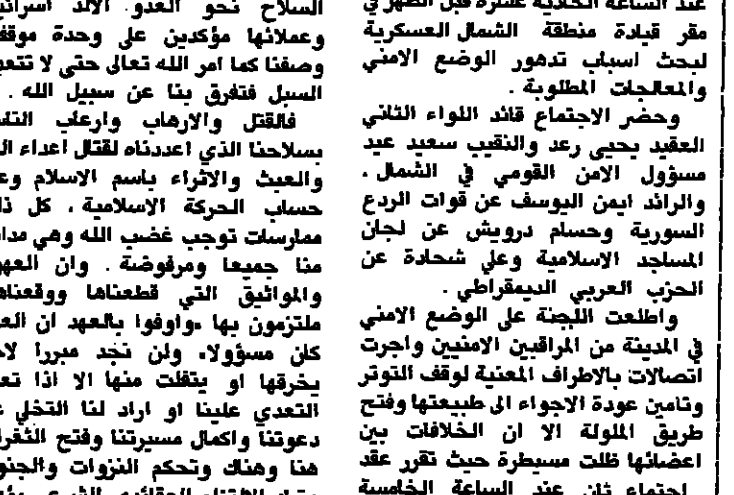 عند الساعة الحادية عشرة قبل الظهر في
مقر قيادة منطقة الشمال العسكرية
لبحث اسباب تدهور الوضع الامني
والمعالجات المطلوبة .
وحضر الاجتماع قائد اللواء الثاني
العقيد يحيى رعد والنقيب سعيد عيد
مسؤول الامن القومي في الشمال ،
والرائد ايمن اليوسف عن قوات الردع
السورية وحسام درويش عن لجان
المساجد الاسلامية وعلي شحادة عن
الحزب العربي الديمقراطي .
واطلعت اللجنة على الوضع الامني
في المدينة من المراقبين الامنيين واجرت
اتصالات بالاطراف المعنية لوقف التوتر
وتامين عودة الاجواء الى طبيعتها وفتح
طريق الملولة الا ان الخلافات بين
اعضائها ظلت مسيطرة حيث تقرر عقد
اجتماع ثان عند الساعة الخامسة
السلاح نحو العدو الالد
وعملائها مؤكدين على وحدة
وصفنا كما امر الله تعالى حتى لا
السبل فتفرق بنا عن سبيل الله .
فالقتل والارهاب وارعاب
بسلاحنا الذي اعددناه لقتال اعداء
والعبث والاثراء باسم الاسلام
حساب الحركة الاسلامية ، كل
ممارسات توجب غضب الله وهي
منا جميعا ومرفوضة . وان
والمواثيق التي قطعناها
ملتزمون بها «واوفوا بالعهد ان
كان مسؤولا» ولن نجد مبررا
يخرقها او يتفلت منها الا اذا
التعدي علينا او اراد لنا التخلي
دعوتنا واكمال مسيرتنا وفتح
هنا وهناك وتحكم النزوات